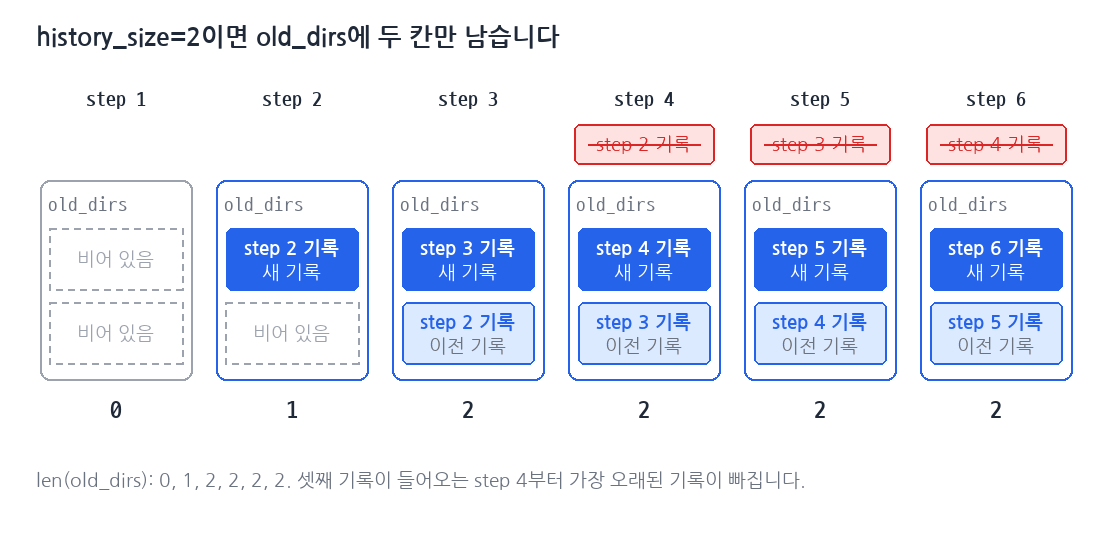 history_size=2이면 old_dirs에 두 칸만 남습니다
step 1 step 2 step 3 step 4 step 5 step 6
step 2 기록 step 3 기록 step 4 기록
old_dirs old_dirs old_dirs old_dirs old_dirs old_dirs
비어 있음 step 2 기록 step 3 기록 step 4 기록 step 5 기록 step 6 기록
새 기록 새 기록 새 기록 새 기록 새 기록
비어 있음 비어 있음 step 2 기록 step 3 기록 step 4 기록 step 5 기록
이전 기록 이전 기록 이전 기록 이전 기록
0 1 2 2 2 2
len(old_dirs): 0, 1, 2, 2, 2, 2. 셋째 기록이 들어오는 step 4부터 가장 오래된 기록이 빠집니다.